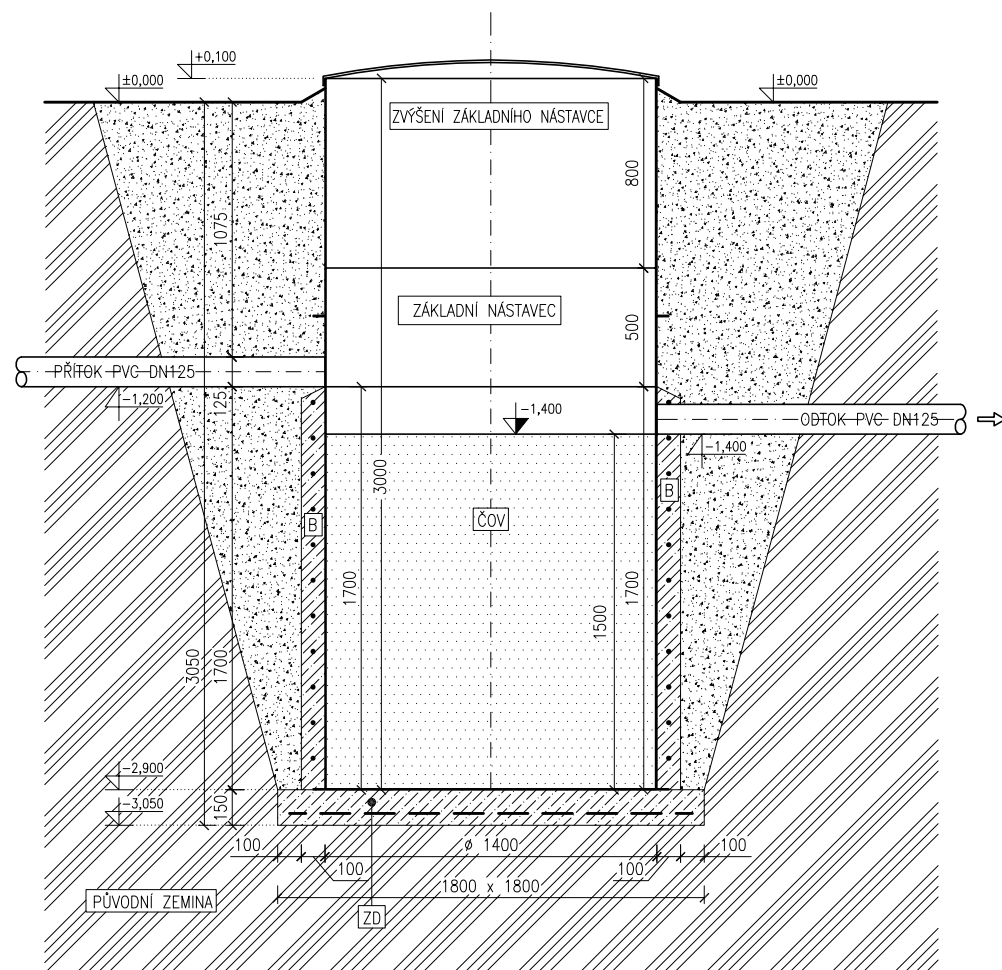 +0,100
±0,000
±0,000
ZVÝŠENÍ ZÁKLADNÍHO NÁSTAVCE
800
1075
ZÁKLADNÍ NÁSTAVEC
500
PŘÍTOK PVC DN125
-1,200
125
-1,400
ODTOK PVC DN125
-1,400
3000
B
ČOV
B
1700
1500
1700
3050
1700
-2,900
-3,050
150
100
100
ø 1400
100
100
1800 x 1800
PŮVODNÍ ZEMINA
ZD